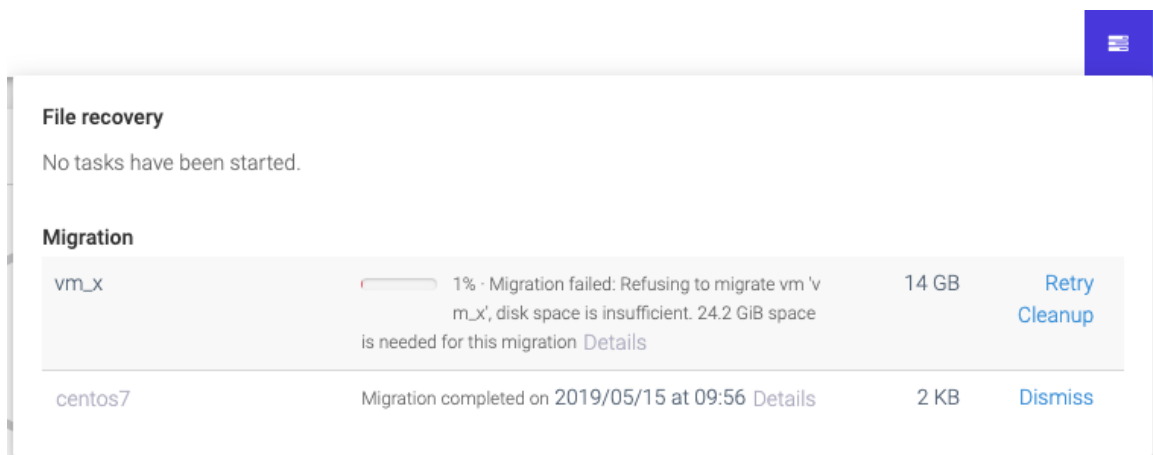 File recovery
No tasks have been started.
Migration
vm_x 1% · Migration failed: Refusing to migrate vm 'v 14 GB Retry
m_x', disk space is insufficient. 24.2 GiB space Cleanup
is needed for this migration Details
centos7 Migration completed on 2019/05/15 at 09:56 Details 2 KB Dismiss